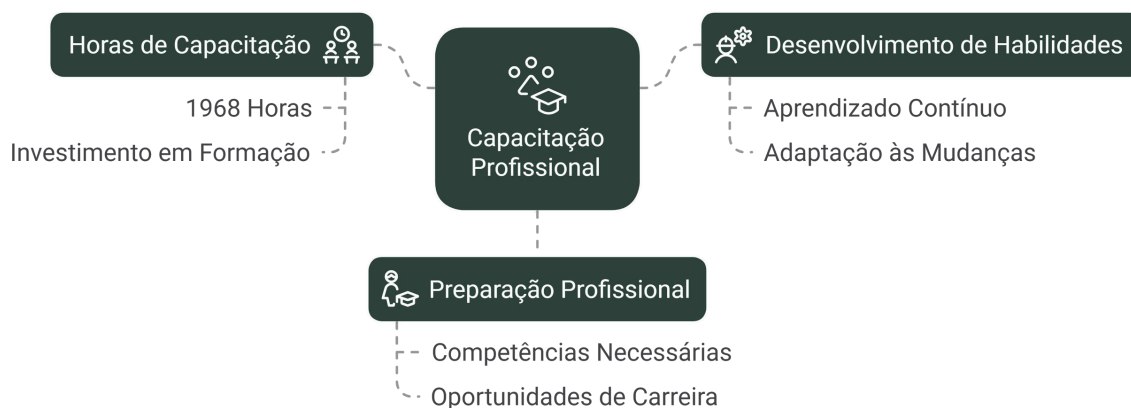 Horas de Capacitação
1968 Horas
Investimento em Formação
Capacitação
Profissional
Desenvolvimento de Habilidades
Aprendizado Contínuo
Adaptação às Mudanças
Preparação Profissional
Competências Necessárias
Oportunidades de Carreira